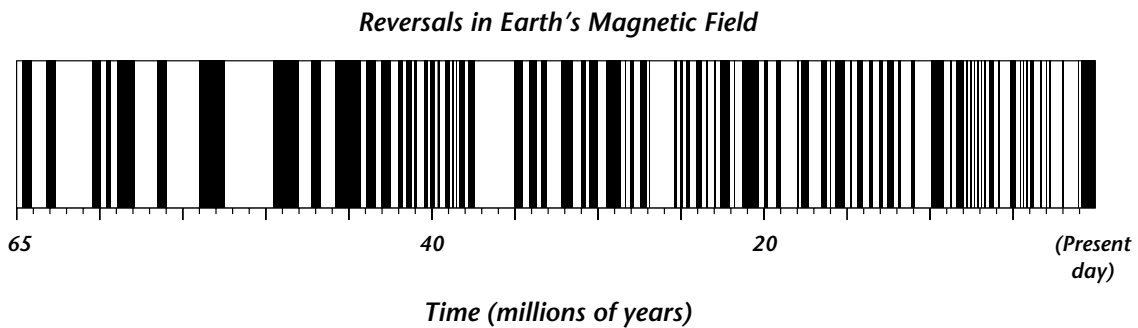 Reversals in Earth’s Magnetic Field
65
40
20
(Present
day)
Time (millions of years)